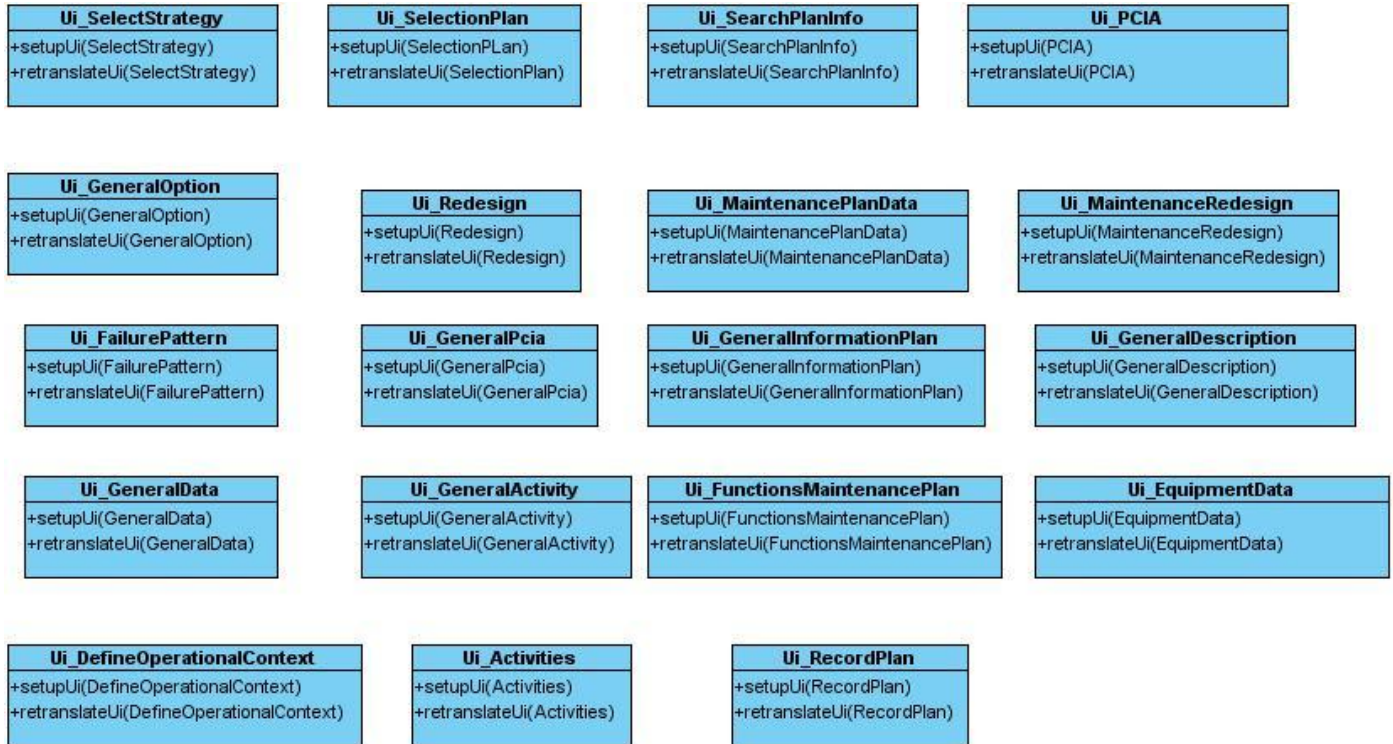 Ui_SelectStrategy
+setupUi(SelectStrategy)
+retranslateUi(SelectStrategy)
Ui_SelectionPlan
+setupUi(SelectionPLan)
+retranslateUi(SelectionPlan)
Ui_SearchPlanInfo
+setupUi(SearchPlanInfo)
+retranslateUi(SearchPlanInfo)
Ui_PCIA
+setupUi(PCIA)
+retranslateUi(PCIA)
Ui_GeneralOption
+setupUi(GeneralOption)
+retranslateUi(GeneralOption)
Ui_Redesign
+setupUi(Redesign)
+retranslateUi(Redesign)
Ui_MaintenancePlanData
+setupUi(MaintenancePlanData)
+retranslateUi(MaintenancePlanData)
Ui_MaintenanceRedesign
+setupUi(MaintenanceRedesign)
+retranslateUi(MaintenanceRedesign)
Ui_FailurePattern
+setupUi(FailurePattern)
+retranslateUi(FailurePattern)
Ui_GeneralPcia
+setupUi(GeneralPcia)
+retranslateUi(GeneralPcia)
Ui_GeneralInformationPlan
+setupUi(GeneralInformationPlan)
+retranslateUi(GeneralInformationPlan)
Ui_GeneralDescription
+setupUi(GeneralDescription)
+retranslateUi(GeneralDescription)
Ui_GeneralData
+setupUi(GeneralData)
+retranslateUi(GeneralData)
Ui_GeneralActivity
+setupUi(GeneralActivity)
+retranslateUi(GeneralActivity)
Ui_FunctionsMaintenancePlan
+setupUi(FunctionsMaintenancePlan)
+retranslateUi(FunctionsMaintenancePlan)
Ui_EquipmentData
+setupUi(EquipmentData)
+retranslateUi(EquipmentData)
Ui_DefineOperationalContext
+setupUi(DefineOperationalContext)
+retranslateUi(DefineOperationalContext)
Ui_Activities
+setupUi(Activities)
+retranslateUi(Activities)
Ui_RecordPlan
+setupUi(RecordPlan)
+retranslateUi(RecordPlan)